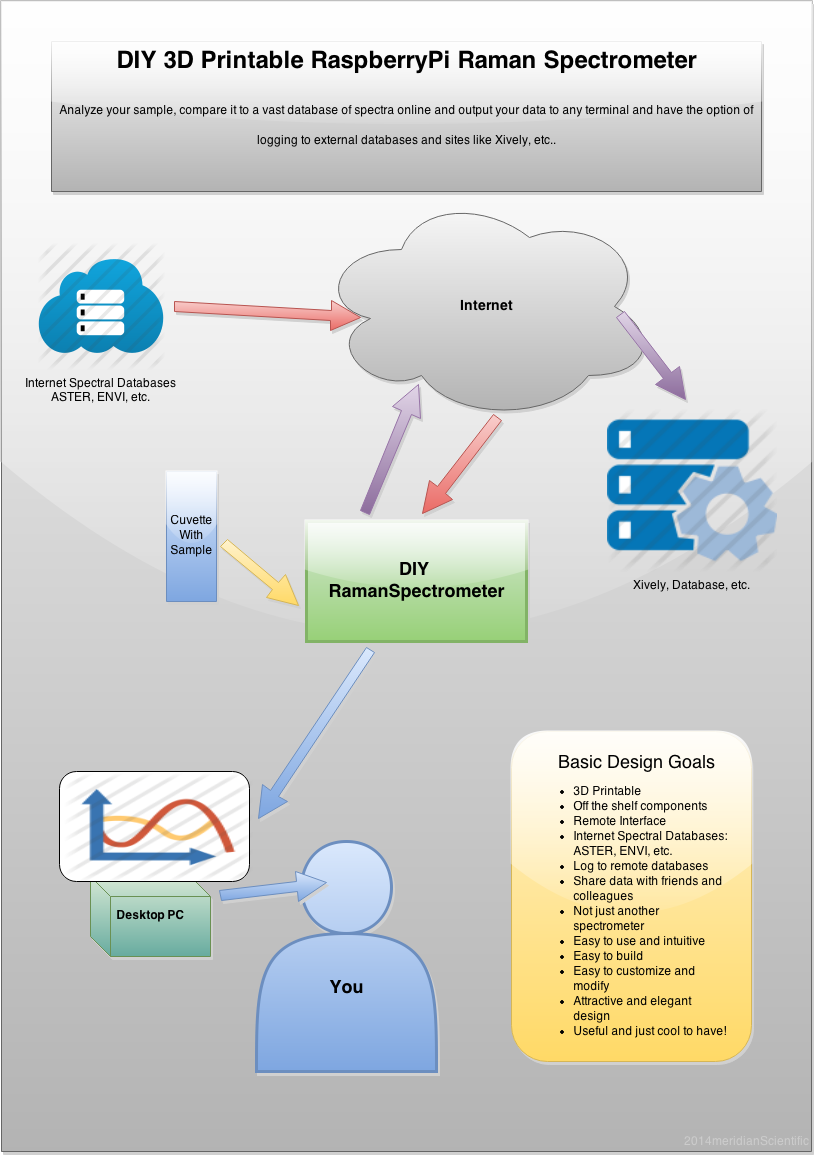 DIY 3D Printable RaspberryPi Raman Spectrometer
Analyze your sample, compare it to a vast database of spectra online and output your data to any terminal and have the option of
logging to external databases and sites like Xively, etc..
Internet
Internet Spectral Databases
ASTER, ENVI, etc.
Cuvette
With
Sample
DIY
RamanSpectrometer
Xively, Database, etc.
Desktop PC
You
Basic Design Goals
• 3D Printable
• Off the shelf components
• Remote Interface
• Internet Spectral Databases:
ASTER, ENVI, etc.
• Log to remote databases
• Share data with friends and
colleagues
• Not just another
spectrometer
• Easy to use and intuitive
• Easy to build
• Easy to customize and
modify
• Attractive and elegant
design
• Useful and just cool to have!
2014meridianScientific